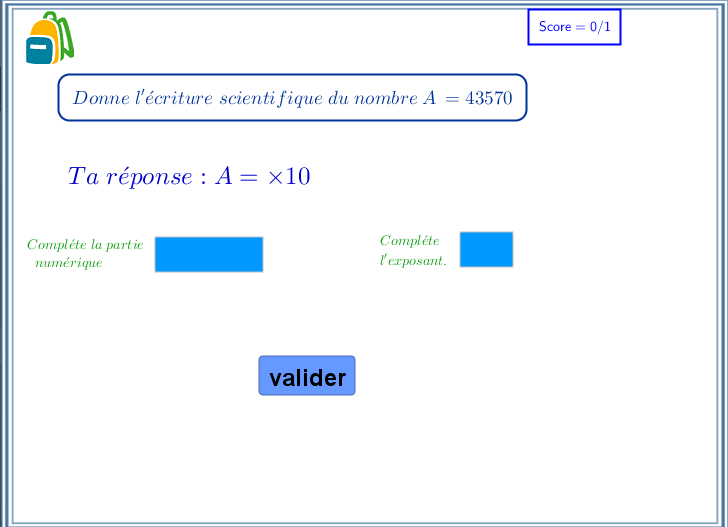 Score = 0/1
Donne l'écriture scientifique du nombre A = 43570
Ta réponse : A = ×10
Compléte la partie
numérique
Compléte
l'exposant.
valider